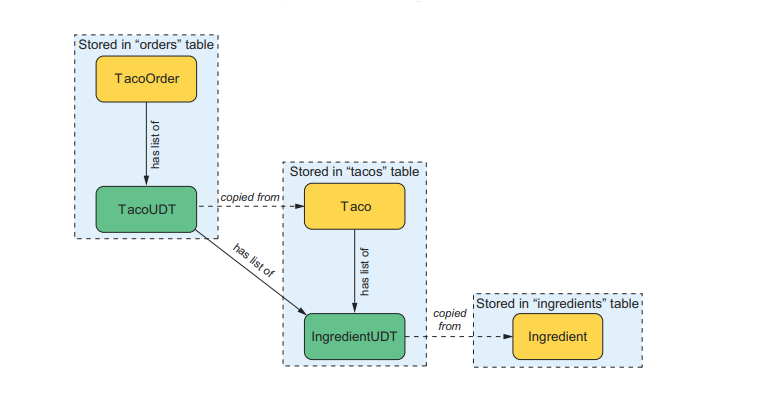 Stored in “orders” table
TacoOrder
has list of
TacoUDT
copied from
has list of
Stored in “tacos” table
Taco
has list of
IngredientUDT
copied
from
Stored in “ingredients” table
Ingredient